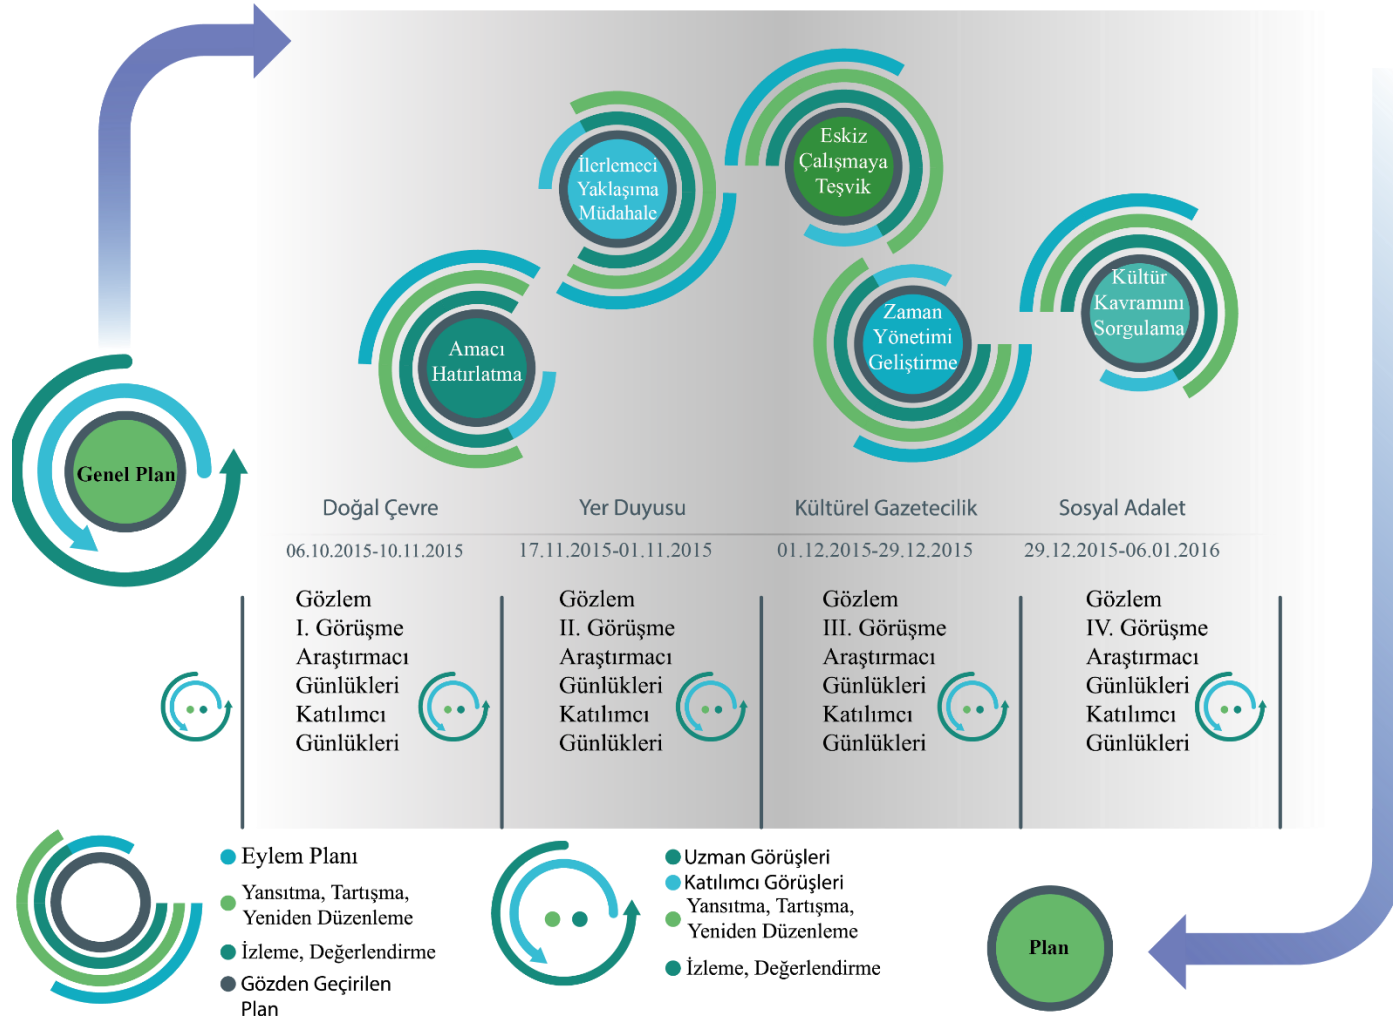 Genel Plan
Amacı
Hatırlatma
İlerlemeci
Yaklaşıma
Müdahale
Eskiz
Çalışmaya
Teşvik
Zaman
Yönetimi
Geliştirme
Kültür
Kavramını
Sorgulama
Doğal Çevre
Yer Duyusu
Kültürel Gazetecilik
Sosyal Adalet
06.10.2015-10.11.2015
17.11.2015-01.11.2015
01.12.2015-29.12.2015
29.12.2015-06.01.2016
Gözlem
I. Görüşme
Araştırmacı
Günlükleri
Katılımcı
Günlükleri
Gözlem
II. Görüşme
Araştırmacı
Günlükleri
Katılımcı
Günlükleri
Gözlem
III. Görüşme
Araştırmacı
Günlükleri
Katılımcı
Günlükleri
Gözlem
IV. Görüşme
Araştırmacı
Günlükleri
Katılımcı
Günlükleri
Eylem Planı
Yansıtma, Tartışma,
Yeniden Düzenleme
İzleme, Değerlendirme
Gözden Geçirilen
Plan
Uzman Görüşleri
Katılımcı Görüşleri
Yansıtma, Tartışma,
Yeniden Düzenleme
İzleme, Değerlendirme
Plan